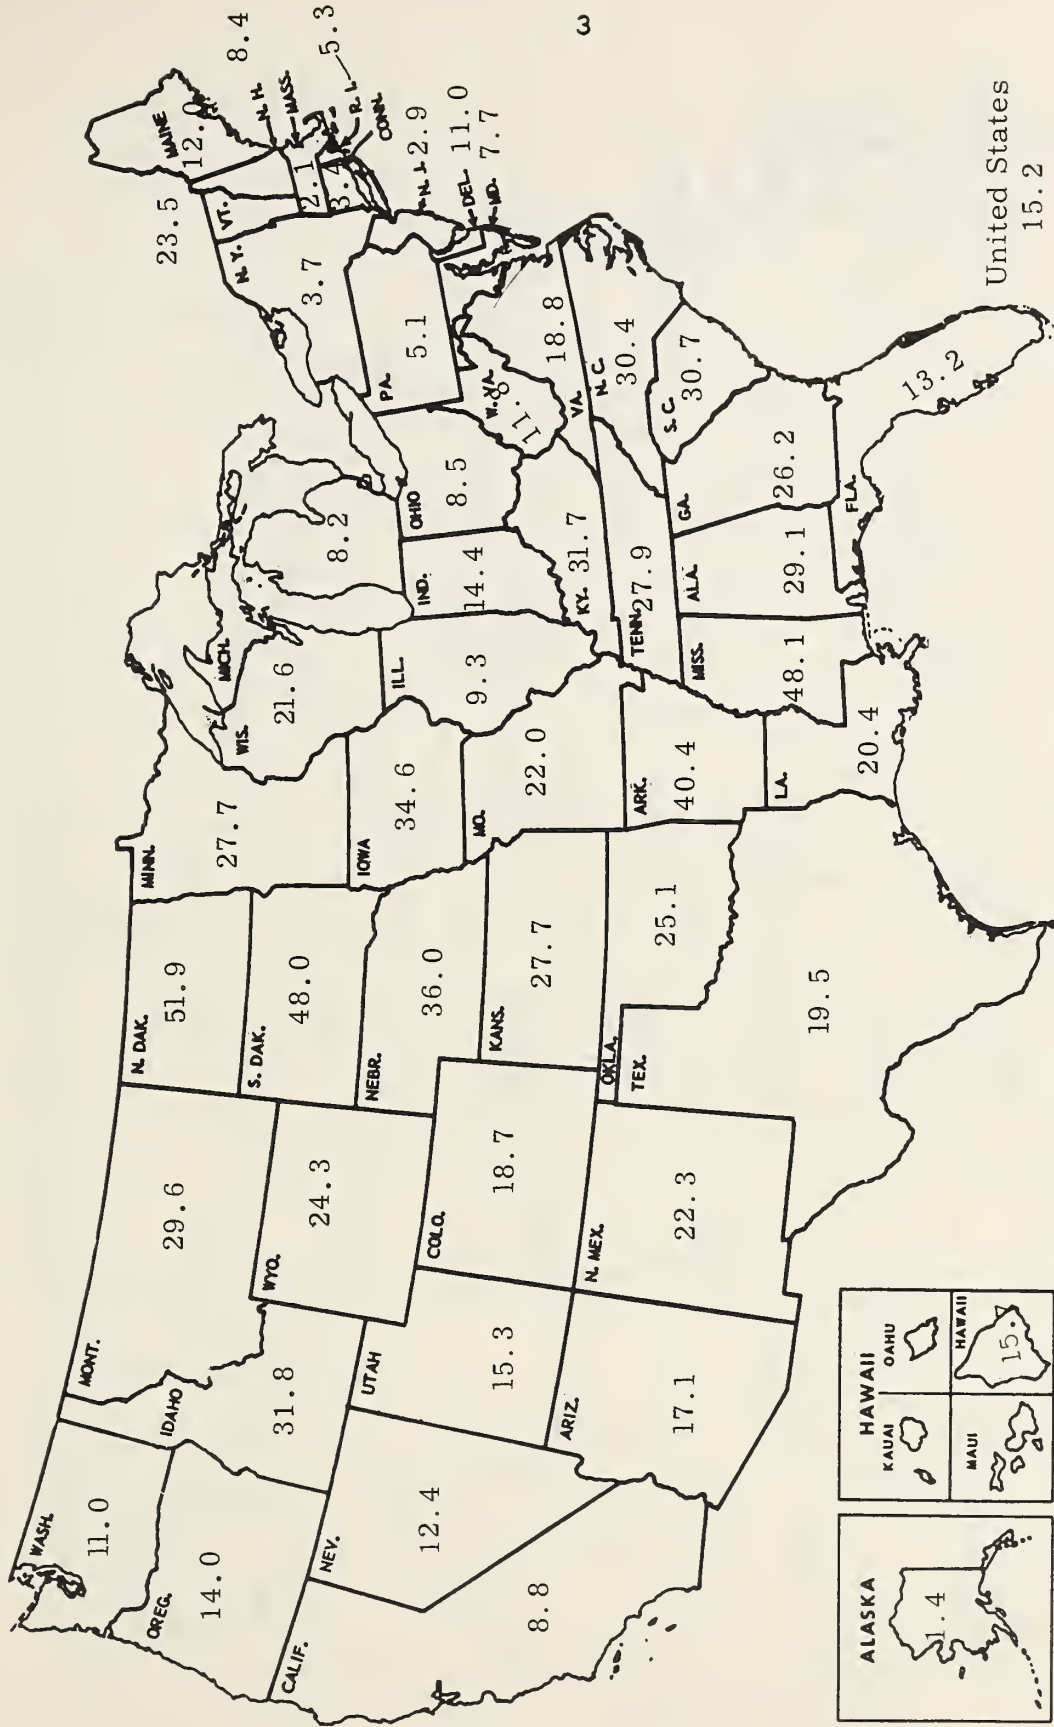 3
WASH.
11.0
OREG.
14.0
CALIF.
8.8
NEV.
12.4
IDAHO
31.8
MONT.
29.6
WYO.
24.3
UTAH
15.3
COLO.
18.7
ARIZ.
17.1
N. MEX.
22.3
N. DAK.
51.9
S. DAK.
48.0
NEBR.
36.0
KANS.
27.7
OKLA.
25.1
TEX.
19.5
MINN.
27.7
IOWA
34.6
MO.
22.0
ARK.
40.4
LA.
20.4
WIS.
21.6
ILL.
9.3
MICH.
8.2
IND.
14.4
OHIO
8.5
KY. 31.7
TENN. 27.9
MISS.
48.1
ALA.
29.1
GA.
26.2
FLA.
13.2
S. C.
30.7
N. C.
30.4
VA.
18.8
W. VA.
11.8
PA.
5.1
N. Y.
3.7
VT.
23.5
MAINE
12.0
N. H.
8.4
MASS.
2.1
R. I.
5.3
CONN.
3.4
N. J. 2.9
DEL. 11.0
MD. 7.7
United States
15.2
ALASKA
1.4
HAWAII
KAUAI
OAHU
MAUI
HAWAII
15.7